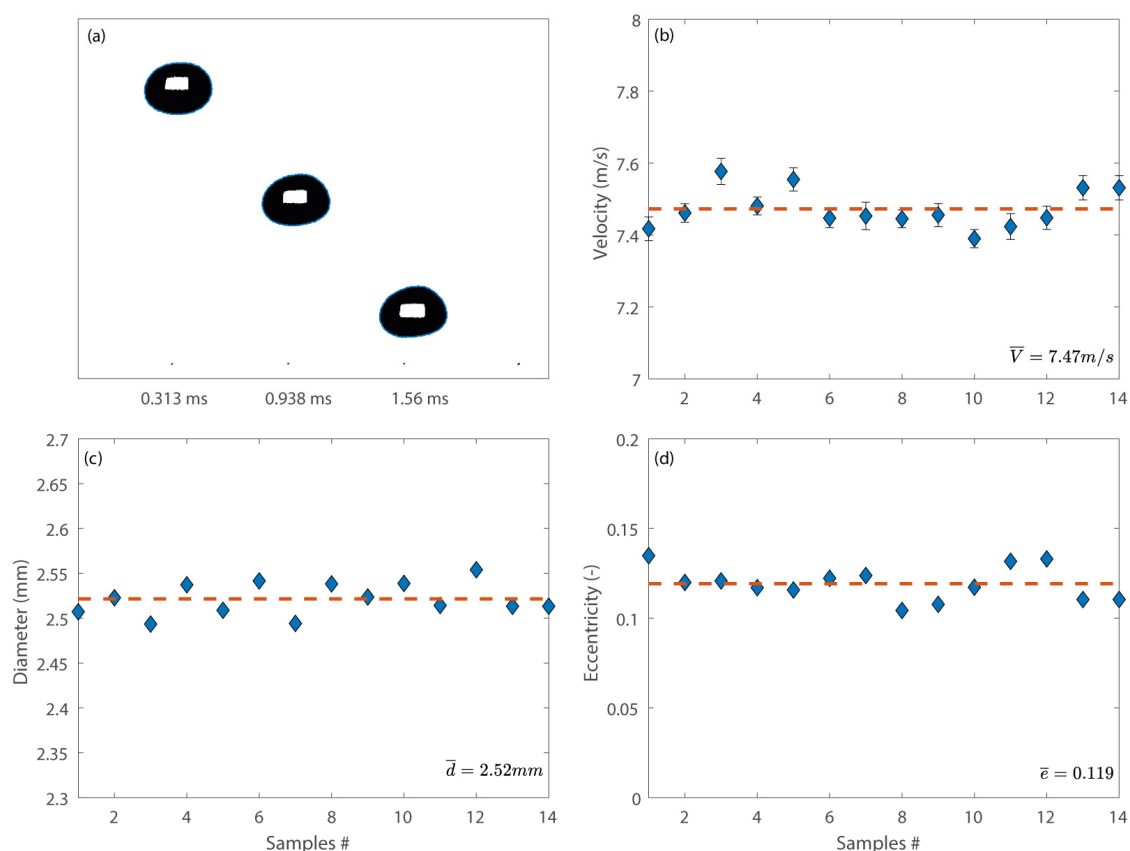 (a)
0.313 ms 0.938 ms 1.56 ms
(b)
Velocity (m/s)
8
7.8
7.6
7.4
7.2
7
2 4 6 8 10 12 14
V = 7.47m/s
(c)
Diameter (mm)
2.7
2.65
2.6
2.55
2.5
2.45
2.4
2.35
2.3
2 4 6 8 10 12 14
d = 2.52mm
Samples #
(d)
Eccentricity (-)
0.2
0.15
0.1
0.05
0
2 4 6 8 10 12 14
e = 0.119
Samples #